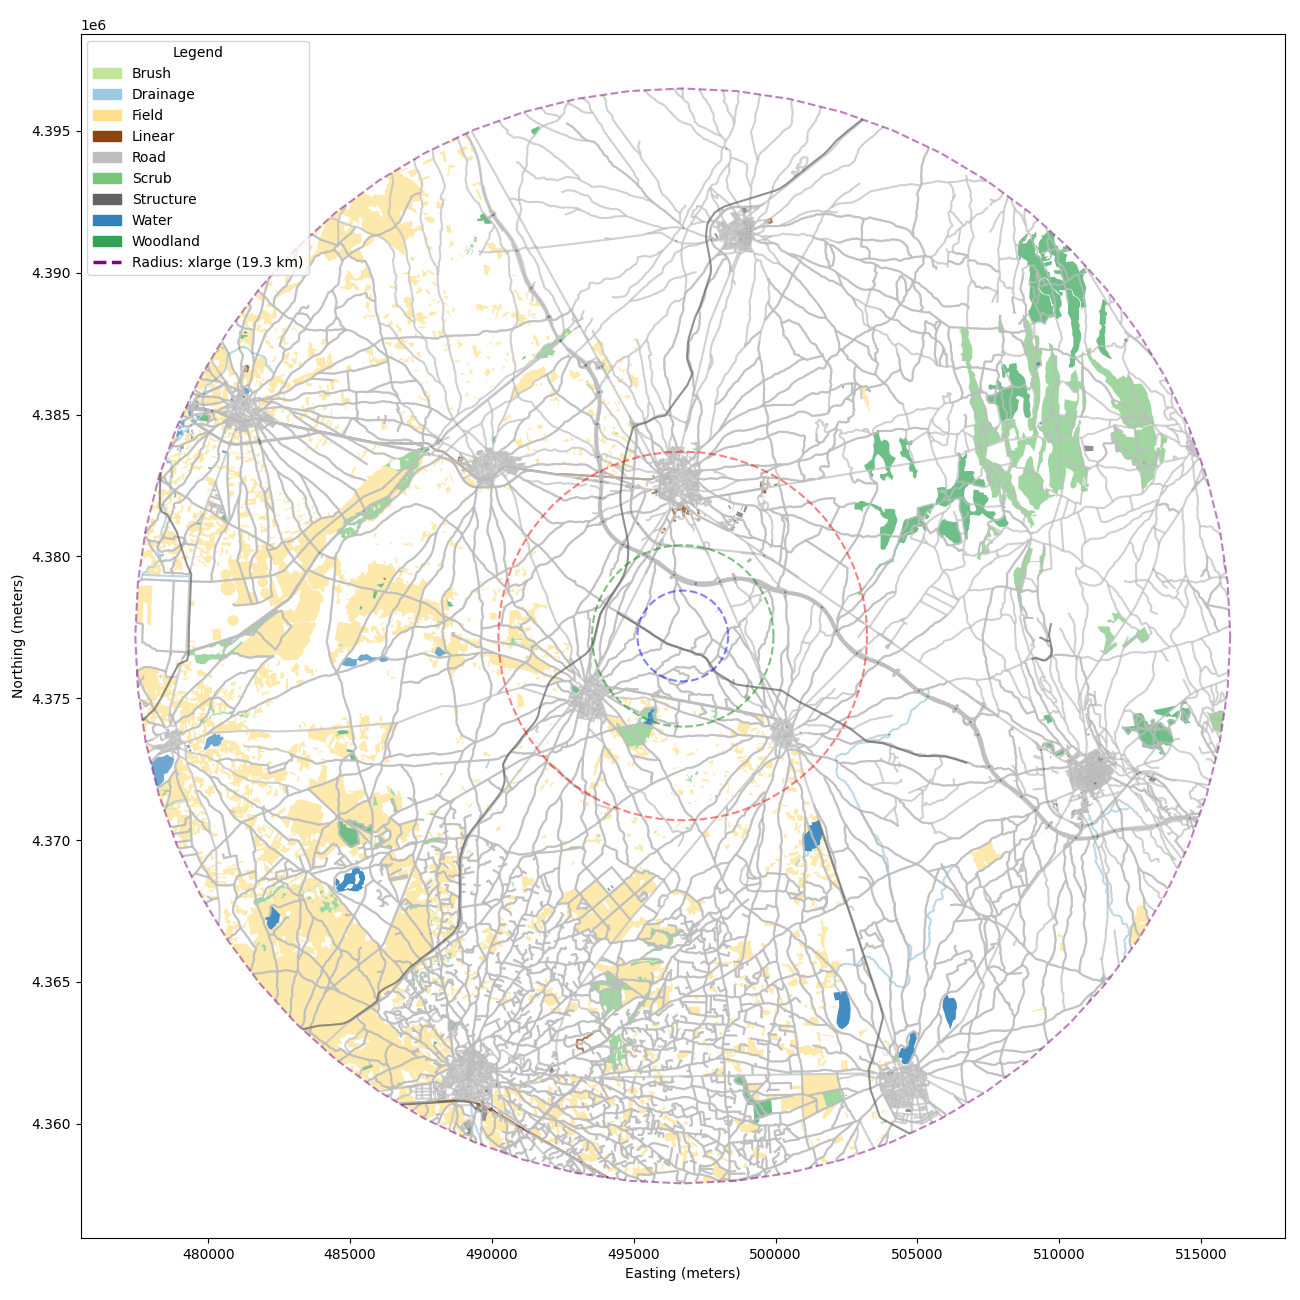 1e6
Legend
Brush
Drainage
Field
Linear
Road
Scrub
Structure
Water
Woodland
Radius: xlarge (19.3 km)
4.395
4.390
4.385
4.380
4.375
4.370
4.365
4.360
Northing (meters)
480000 485000 490000 495000 500000 505000 510000 515000
Easting (meters)